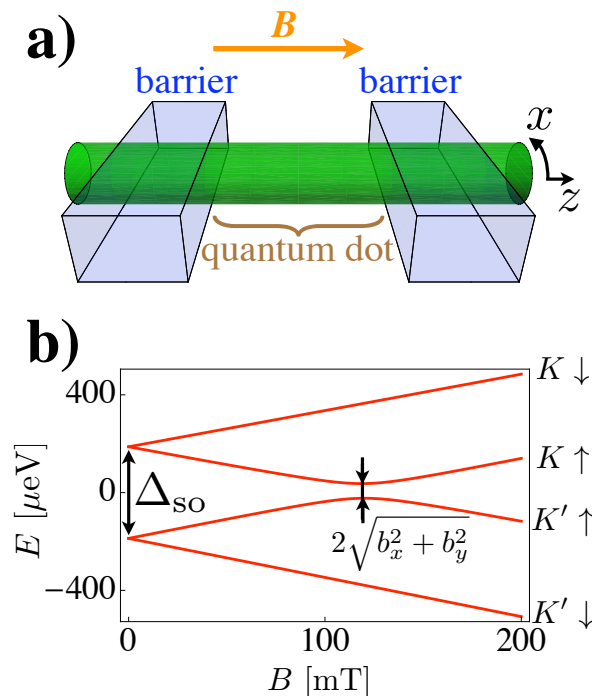 a)
B
barrier barrier
x
z
quantum dot
b)
400
0
−400
E [μeV]
Δso
2√(b_x^2 + b_y^2)
K ↓
K ↑
K′ ↑
K′ ↓
0 100 200
B [mT]